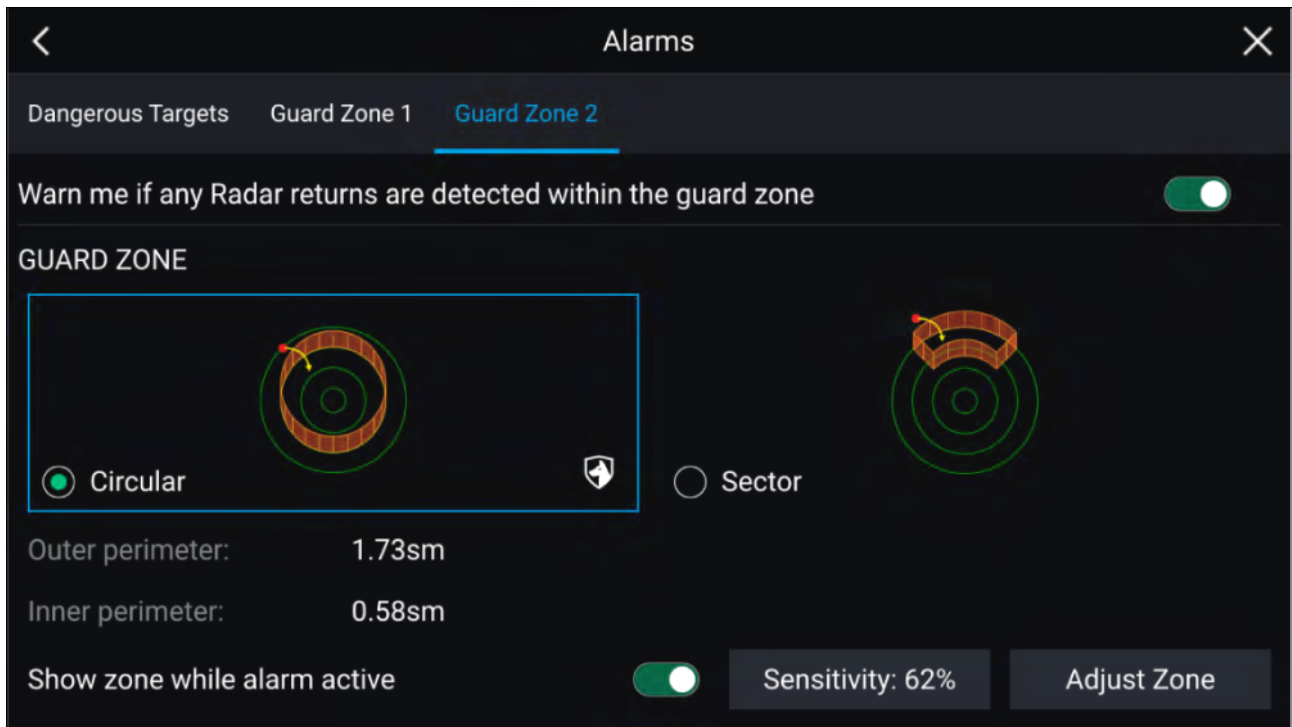 Alarms
Dangerous Targets Guard Zone 1 Guard Zone 2
Warn me if any Radar returns are detected within the guard zone
GUARD ZONE
Circular Sector
Outer perimeter: 1.73sm
Inner perimeter: 0.58sm
Show zone while alarm active Sensitivity: 62% Adjust Zone